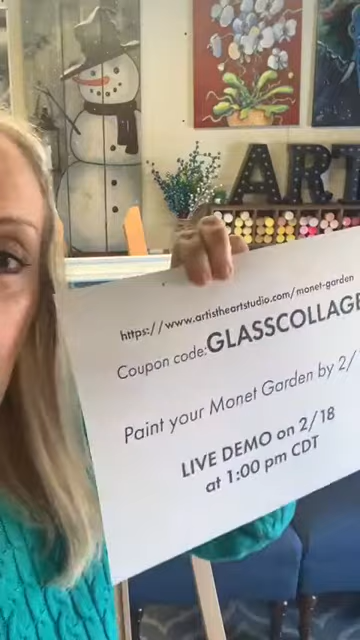 ART
https://www.artistheartstudio.com/monet-garden
Coupon code:GLASSCOLLAGE
Paint your Monet Garden by 2/
LIVE DEMO on 2/18
at 1:00 pm CDT